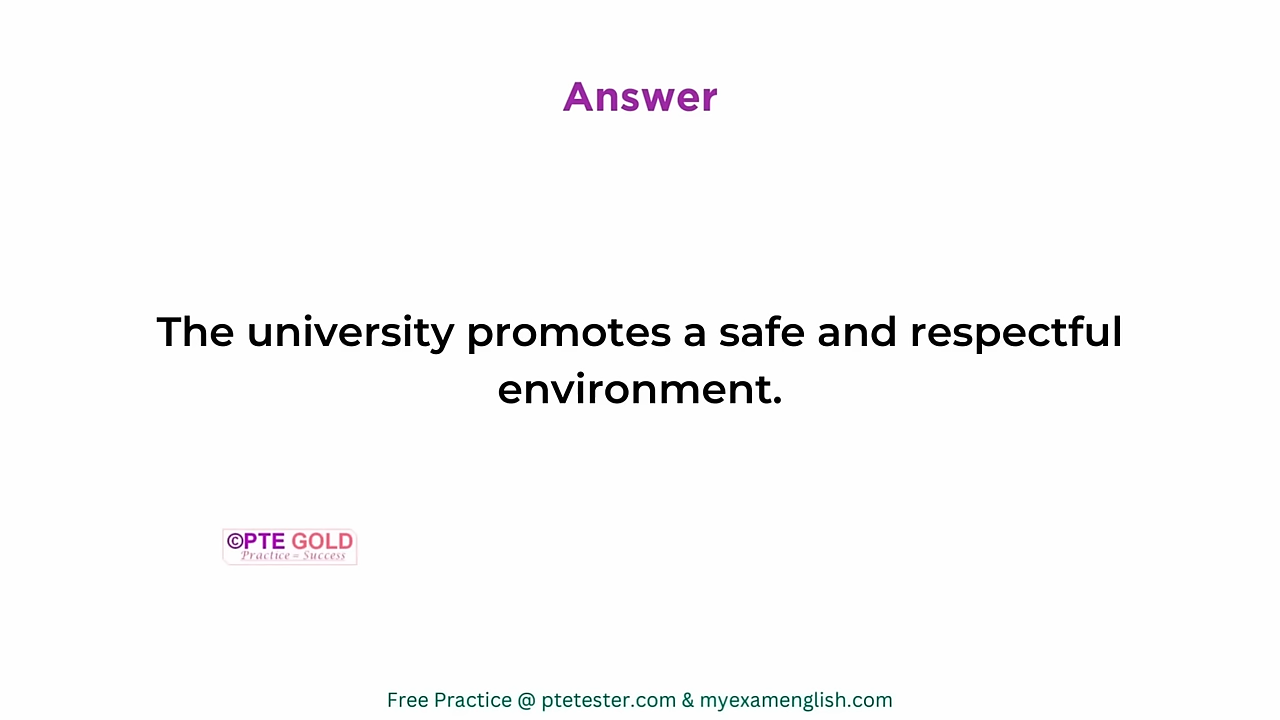 Answer
The university promotes a safe and respectful
environment.
©PTE GOLD
Practice = Success
Free Practice @ ptetester.com & myexamenglish.com